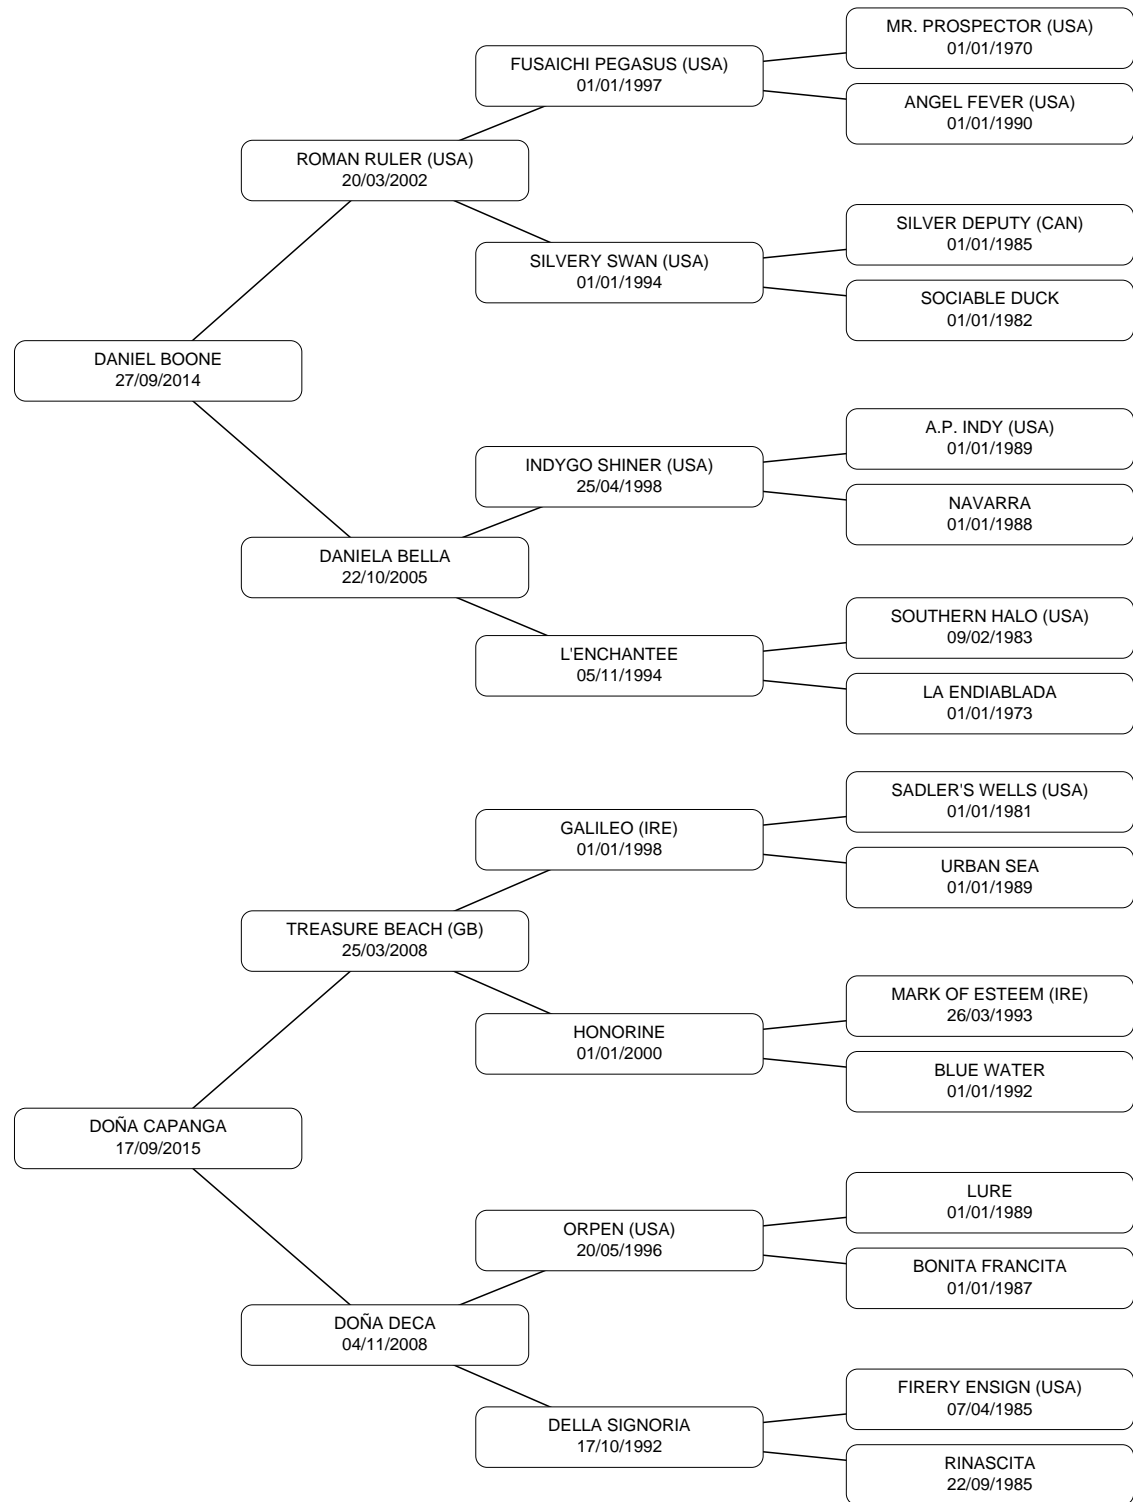 MR. PROSPECTOR (USA)
01/01/1970
FUSAICHI PEGASUS (USA)
01/01/1997
ANGEL FEVER (USA)
01/01/1990
ROMAN RULER (USA)
20/03/2002
SILVER DEPUTY (CAN)
01/01/1985
SILVERY SWAN (USA)
01/01/1994
SOCIABLE DUCK
01/01/1982
DANIEL BOONE
27/09/2014
A.P. INDY (USA)
01/01/1989
INDYGO SHINER (USA)
25/04/1998
NAVARRA
01/01/1988
DANIELA BELLA
22/10/2005
SOUTHERN HALO (USA)
09/02/1983
L'ENCHANTEE
05/11/1994
LA ENDIABLADA
01/01/1973
SADLER'S WELLS (USA)
01/01/1981
GALILEO (IRE)
01/01/1998
URBAN SEA
01/01/1989
TREASURE BEACH (GB)
25/03/2008
MARK OF ESTEEM (IRE)
26/03/1993
HONORINE
01/01/2000
BLUE WATER
01/01/1992
DOÑA CAPANGA
17/09/2015
LURE
01/01/1989
ORPEN (USA)
20/05/1996
BONITA FRANCITA
01/01/1987
DOÑA DECA
04/11/2008
FIRERY ENSIGN (USA)
07/04/1985
DELLA SIGNORIA
17/10/1992
RINASCITA
22/09/1985